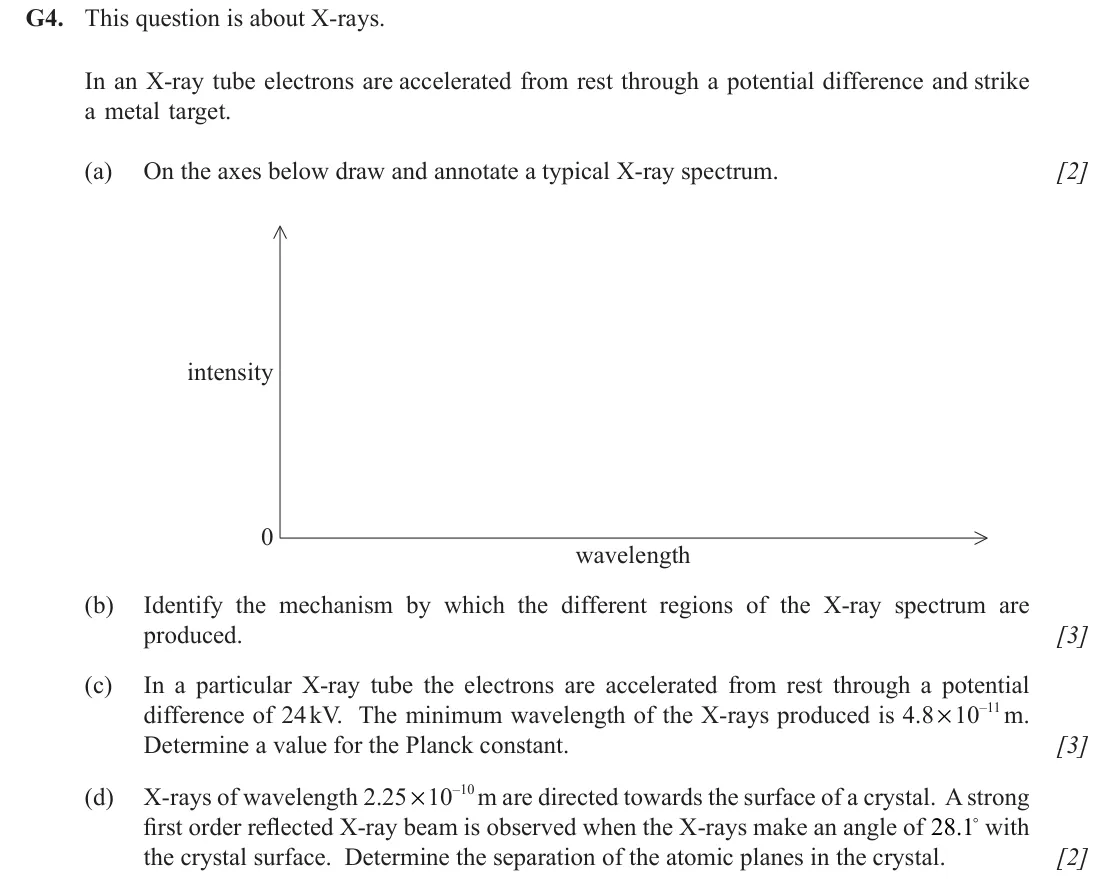 G4. This question is about X-rays.
In an X-ray tube electrons are accelerated from rest through a potential difference and strike
a metal target.
(a) On the axes below draw and annotate a typical X-ray spectrum. [2]
intensity
0
wavelength
(b) Identify the mechanism by which the different regions of the X-ray spectrum are
produced. [3]
(c) In a particular X-ray tube the electrons are accelerated from rest through a potential
difference of 24 kV. The minimum wavelength of the X-rays produced is 4.8×10⁻¹¹ m.
Determine a value for the Planck constant. [3]
(d) X-rays of wavelength 2.25×10⁻¹⁰ m are directed towards the surface of a crystal. A strong
first order reflected X-ray beam is observed when the X-rays make an angle of 28.1° with
the crystal surface. Determine the separation of the atomic planes in the crystal. [2]